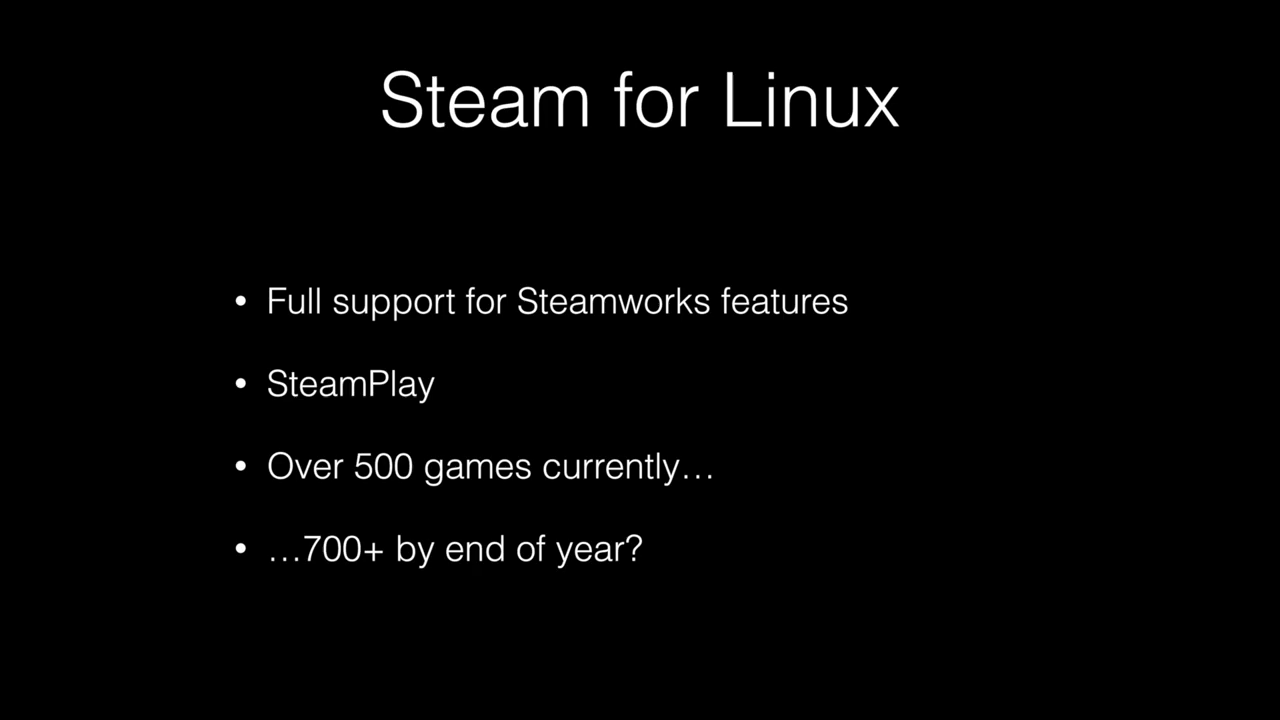 Steam for Linux
• Full support for Steamworks features
• SteamPlay
• Over 500 games currently…
• …700+ by end of year?